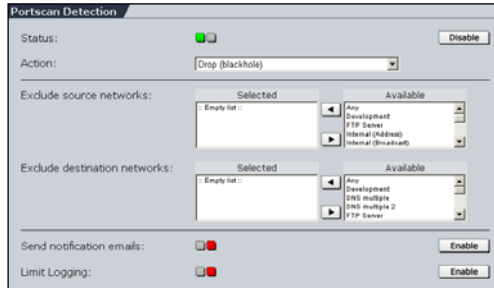 Portscan Detection
Status:
Disable
Action:
Drop (blackhole)
Exclude source networks:
Selected
Available
:: Empty list ::
Any
Development
FTP Server
Internal (Address)
Internal (Broadcast)
Exclude destination networks:
Selected
Available
:: Empty list ::
Any
Development
DNS multiple
DNS multiple 2
FTP Server
Send notification emails:
Enable
Limit Logging:
Enable